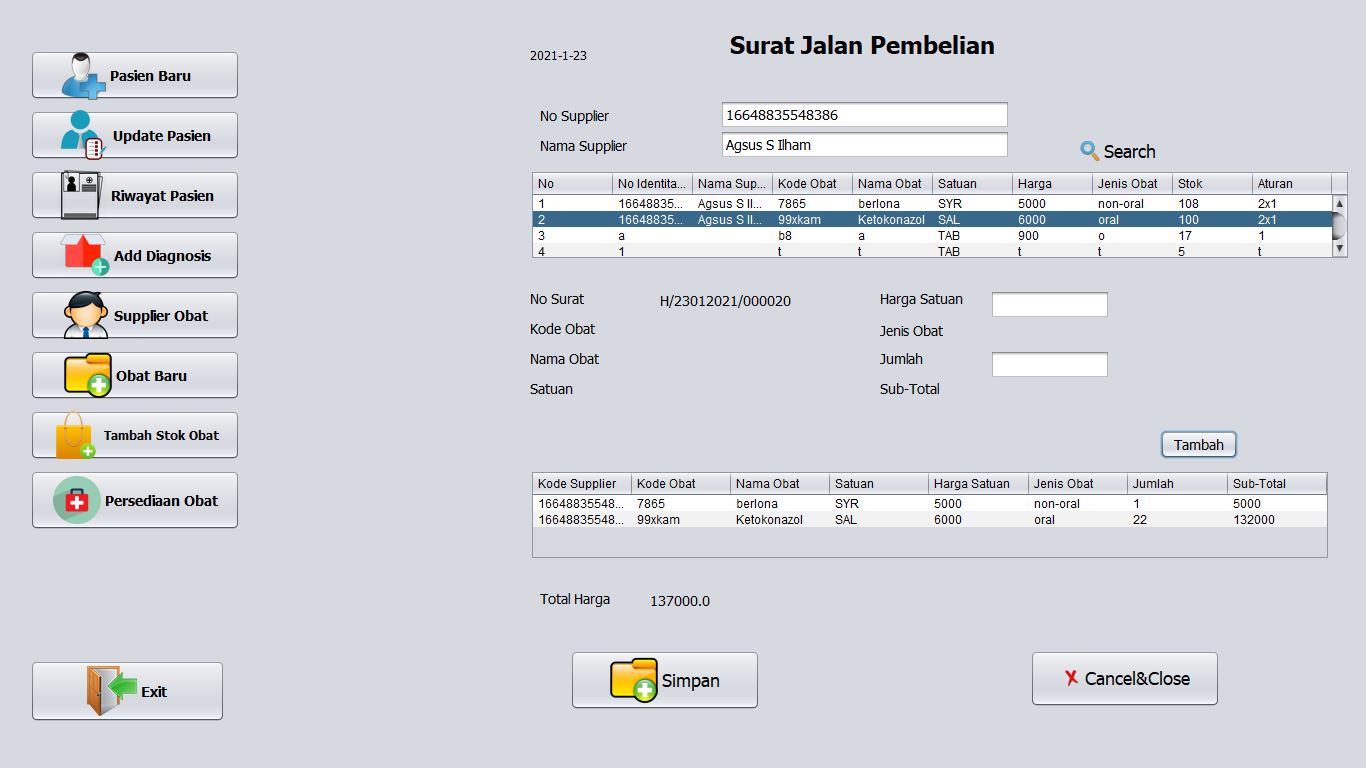 Surat Jalan Pembelian
2021-1-23
Pasien Baru
Update Pasien
Riwayat Pasien
Add Diagnosis
Supplier Obat
Obat Baru
Tambah Stok Obat
Persediaan Obat
Exit
No Supplier 16648835548386
Nama Supplier Agsus S Ilham
Search
No No Identita... Nama Sup... Kode Obat Nama Obat Satuan Harga Jenis Obat Stok Aturan
1 16648835... Agsus S Il... 7865 berlona SYR 5000 non-oral 108 2x1
2 16648835... Agsus S Il... 99xkam Ketokonazol SAL 6000 oral 100 2x1
3 a b8 a TAB 900 o 17 1
4 1 t t TAB t t 5 t
No Surat H/23012021/000020 Harga Satuan
Kode Obat Jenis Obat
Nama Obat Jumlah
Satuan Sub-Total
Tambah
Kode Supplier Kode Obat Nama Obat Satuan Harga Satuan Jenis Obat Jumlah Sub-Total
16648835548... 7865 berlona SYR 5000 non-oral 1 5000
16648835548... 99xkam Ketokonazol SAL 6000 oral 22 132000
Total Harga 137000.0
Simpan
Cancel&Close